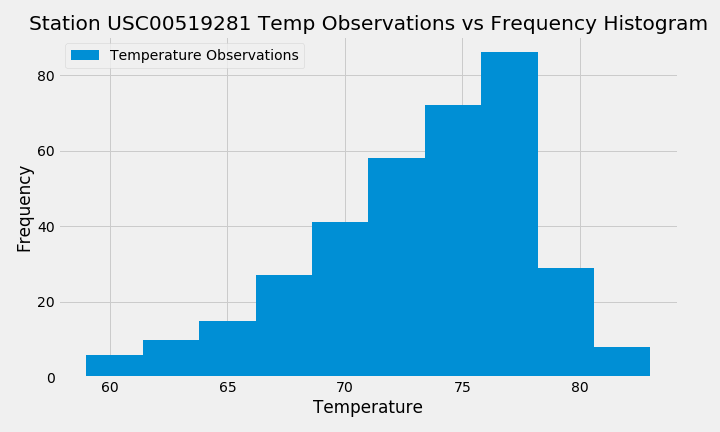 Station USC00519281 Temp Observations vs Frequency Histogram
Temperature Observations
80
60
40
20
0
Frequency
60 65 70 75 80
Temperature